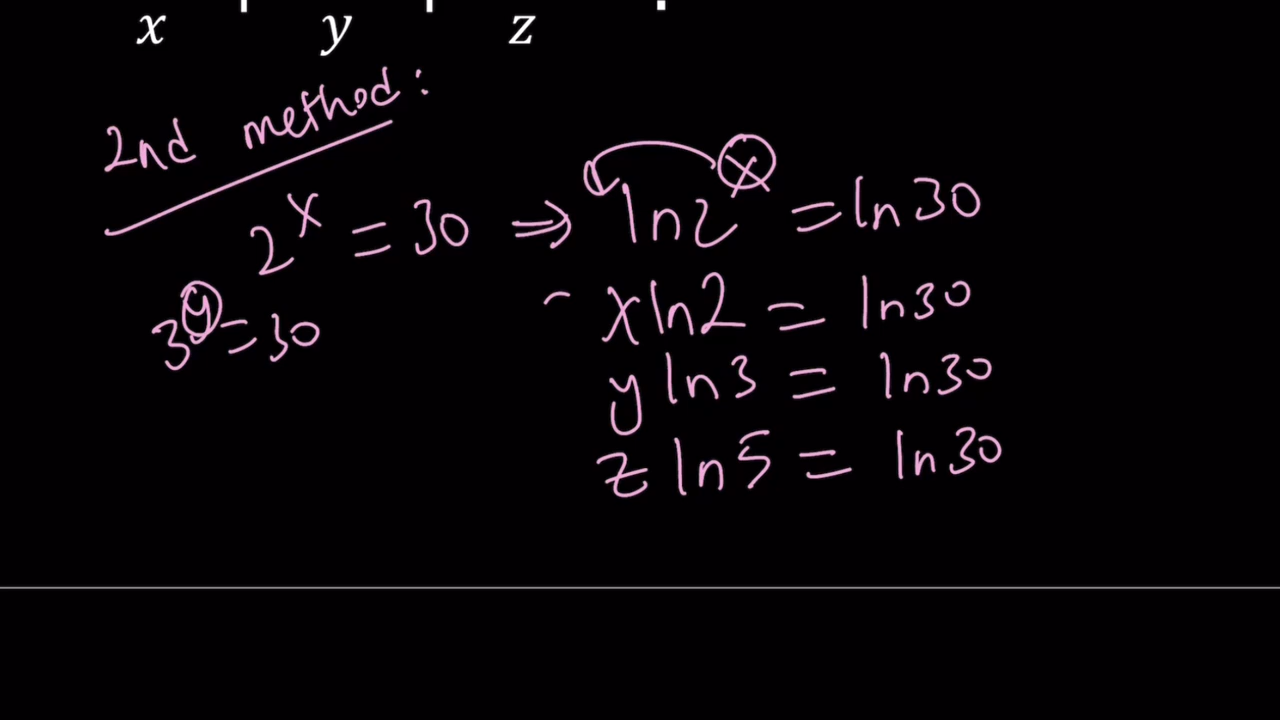 x y z
2nd method:
2^x = 30 ⇒ ln2^x = ln30
3^y = 30
x ln2 = ln30
y ln3 = ln30
z ln5 = ln30